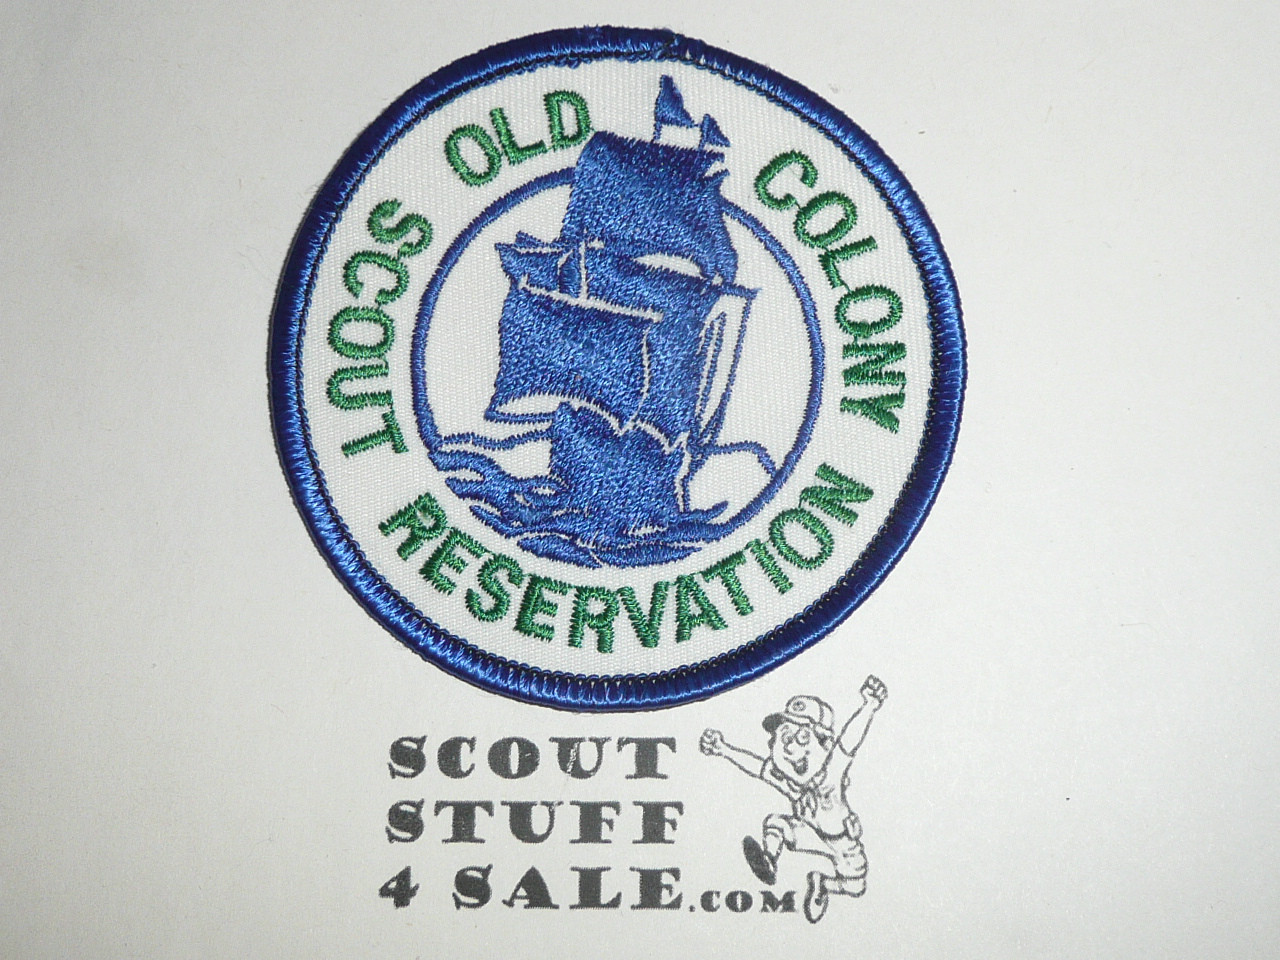 OLD COLONY
SCOUT RESERVATION
SCOUT
STUFF
4 SALE.COM